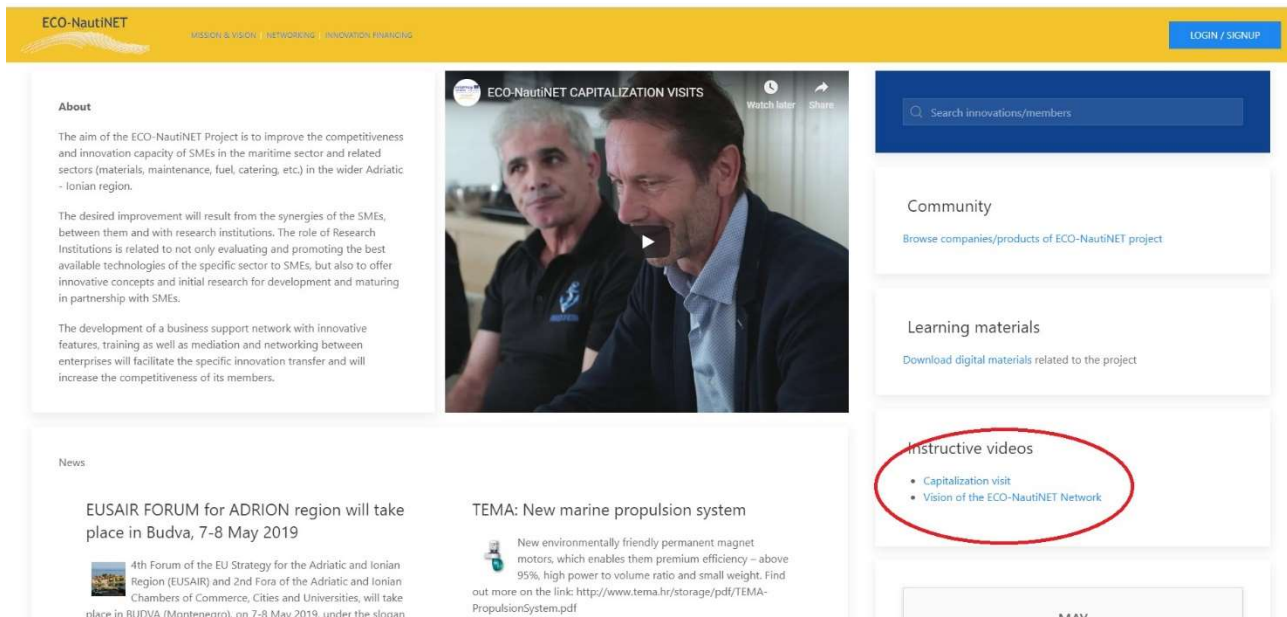 ECO-NautiNET
MISSION & VISION | NETWORKING | INNOVATION FINANCING
LOGIN / SIGNUP
About
The aim of the ECO-NautiNET Project is to improve the competitiveness
and innovation capacity of SMEs in the maritime sector and related
sectors (materials, maintenance, fuel, catering, etc.) in the wider Adriatic
- Ionian region.
The desired improvement will result from the synergies of the SMEs,
between them and with research institutions. The role of Research
Institutions is related to not only evaluating and promoting the best
available technologies of the specific sector to SMEs, but also to offer
innovative concepts and initial research for development and maturing
in partnership with SMEs.
The development of a business support network with innovative
features, training as well as mediation and networking between
enterprises will facilitate the specific innovation transfer and will
increase the competitiveness of its members.
ECO-NautiNET CAPITALIZATION VISITS
Watch later
Share
Search innovations/members
Community
Browse companies/products of ECO-NautiNET project
Learning materials
Download digital materials related to the project
Instructive videos
• Capitalization visit
• Vision of the ECO-NautiNET Network
News
EUSAIR FORUM for ADRION region will take
place in Budva, 7-8 May 2019
4th Forum of the EU Strategy for the Adriatic and Ionian
Region (EUSAIR) and 2nd Fora of the Adriatic and Ionian
Chambers of Commerce, Cities and Universities, will take
place in BUDVA (Montenegro), on 7-8 May 2019, under the slogan
TEMA: New marine propulsion system
New environmentally friendly permanent magnet
motors, which enables them premium efficiency – above
95%, high power to volume ratio and small weight. Find
out more on the link: http://www.tema.hr/storage/pdf/TEMA-
PropulsionSystem.pdf
MAY